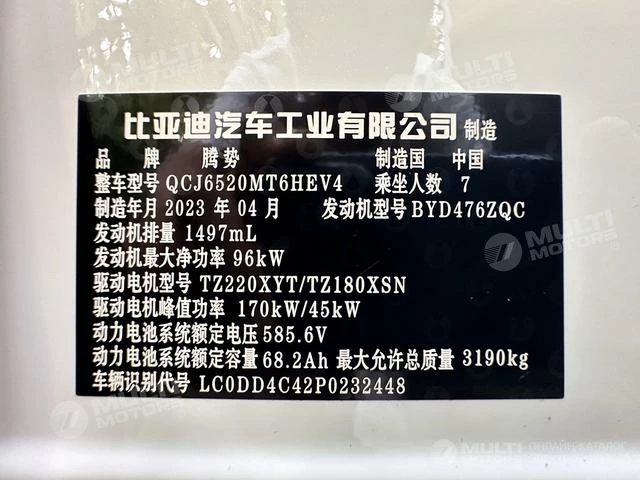 比亚迪汽车工业有限公司 制造
品 牌 腾势 制造国 中国
整车型号 QCJ6520MT6HEV4 乘坐人数 7
制造年月 2023 年 04 月 发动机型号 BYD476ZQC
发动机排量 1497mL
发动机最大净功率 96kW
驱动电机型号 TZ220XYT/TZ180XSN
驱动电机峰值功率 170kW/45kW
动力电池系统额定电压 585.6V
动力电池系统额定容量 68.2Ah 最大允许总质量 3190kg
车辆识别代号 LC0DD4C42P0232448
MULTI MOTORS
ОНЛАЙН-КАТАЛОГ